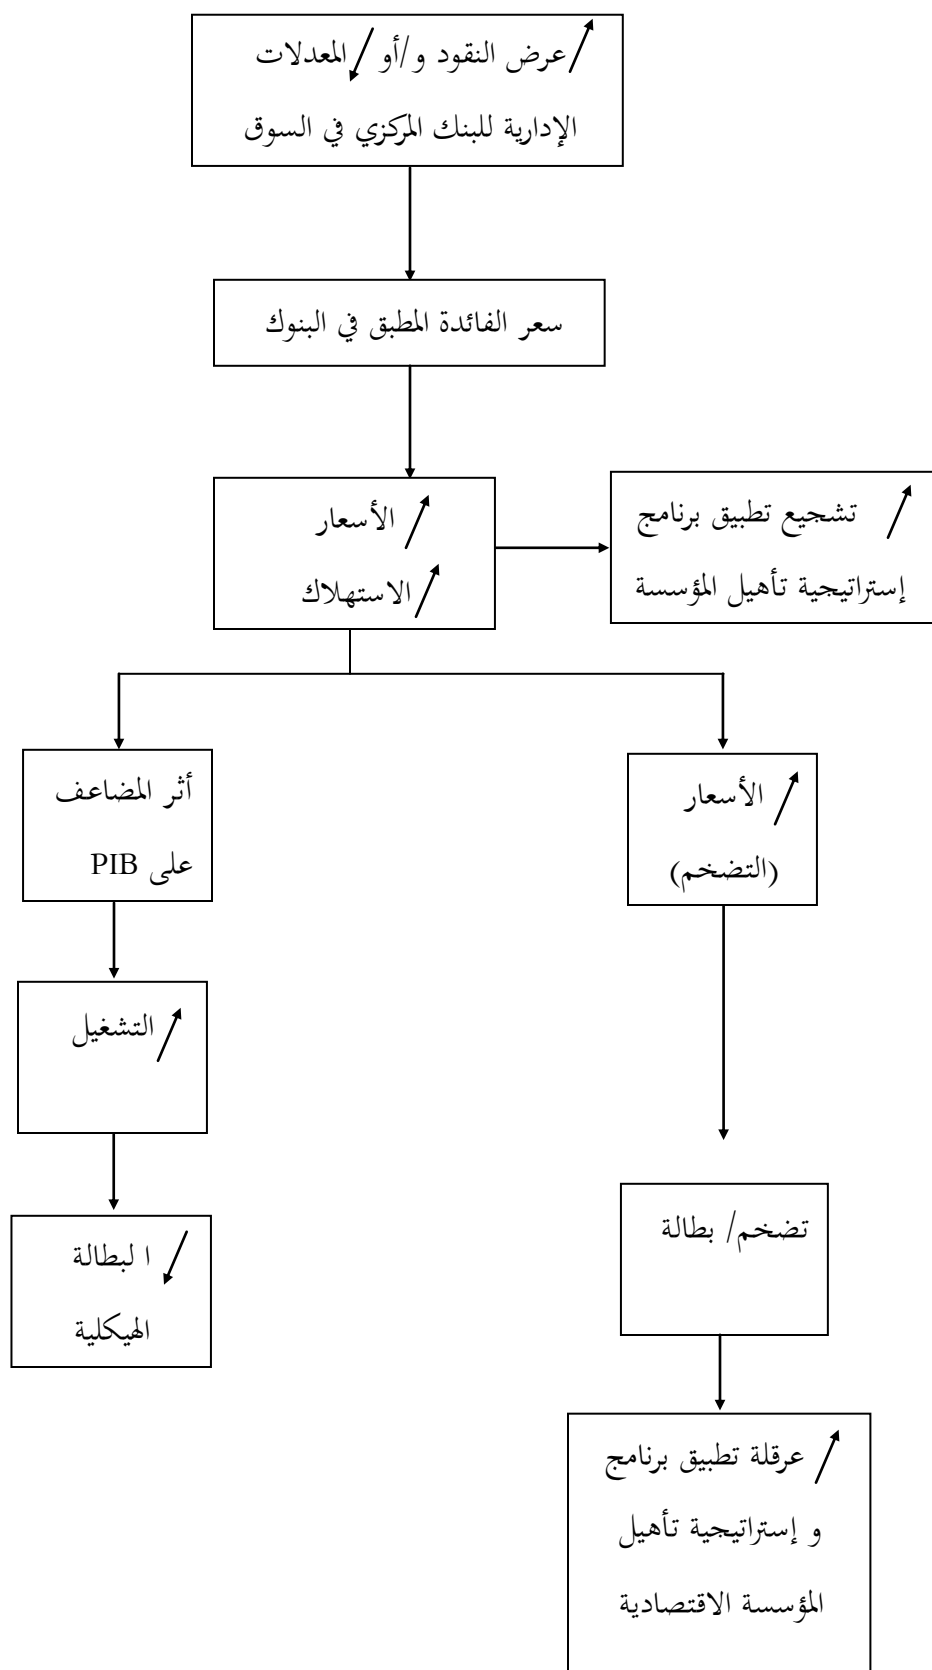 عرض النقود و/أو المعدلات
الإدارية للبنك المركزي في السوق
سعر الفائدة المطبق في البنوك
الأسعار
الاستهلاك
تشجيع تطبيق برنامج
إستراتيجية تأهيل المؤسسة
أثر المضاعف
على PIB
الأسعار
(التضخم)
التشغيل
تضخم/ بطالة
ا لبطالة
الهيكلية
عرقلة تطبيق برنامج
و إستراتيجية تأهيل
المؤسسة الاقتصادية